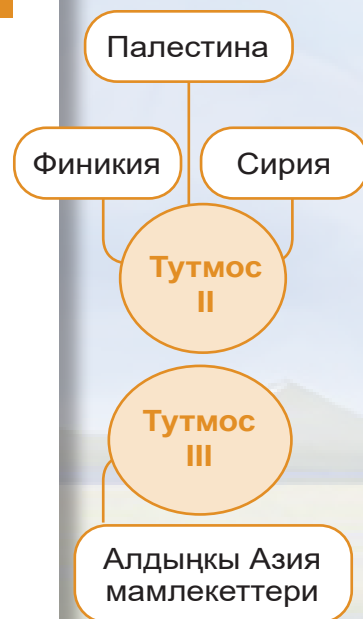 Палестина
Финикия
Сирия
Тутмос
II
Тутмос
III
Алдыңкы Азия
мамлекеттери